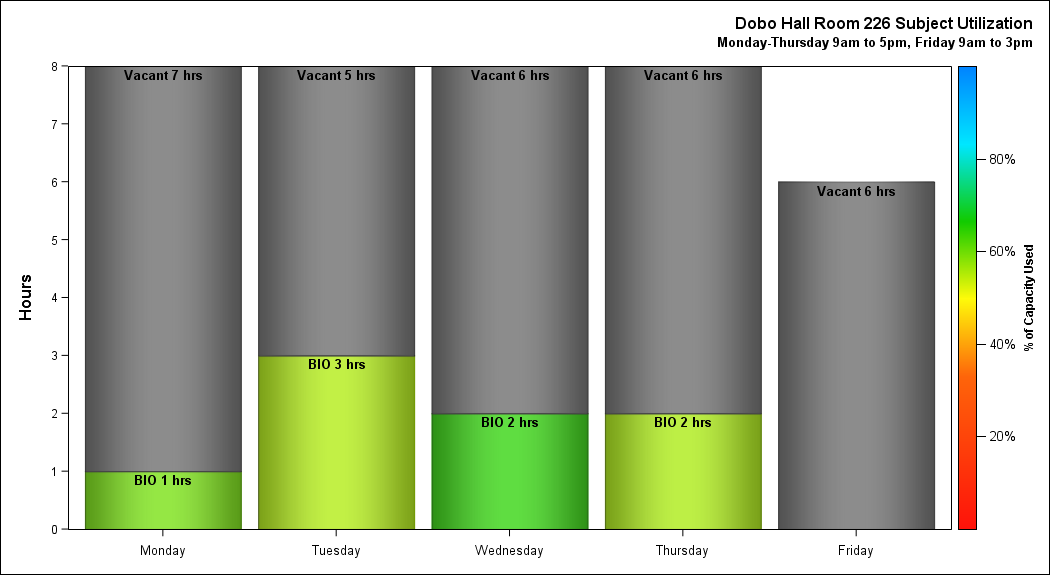 Dobo Hall Room 226 Subject Utilization
Monday-Thursday 9am to 5pm, Friday 9am to 3pm
Hours
8
7
6
5
4
3
2
1
0
Vacant 7 hrs
BIO 1 hrs
Vacant 5 hrs
BIO 3 hrs
Vacant 6 hrs
BIO 2 hrs
Vacant 6 hrs
BIO 2 hrs
Vacant 6 hrs
Monday
Tuesday
Wednesday
Thursday
Friday
80%
60%
40%
20%
% of Capacity Used